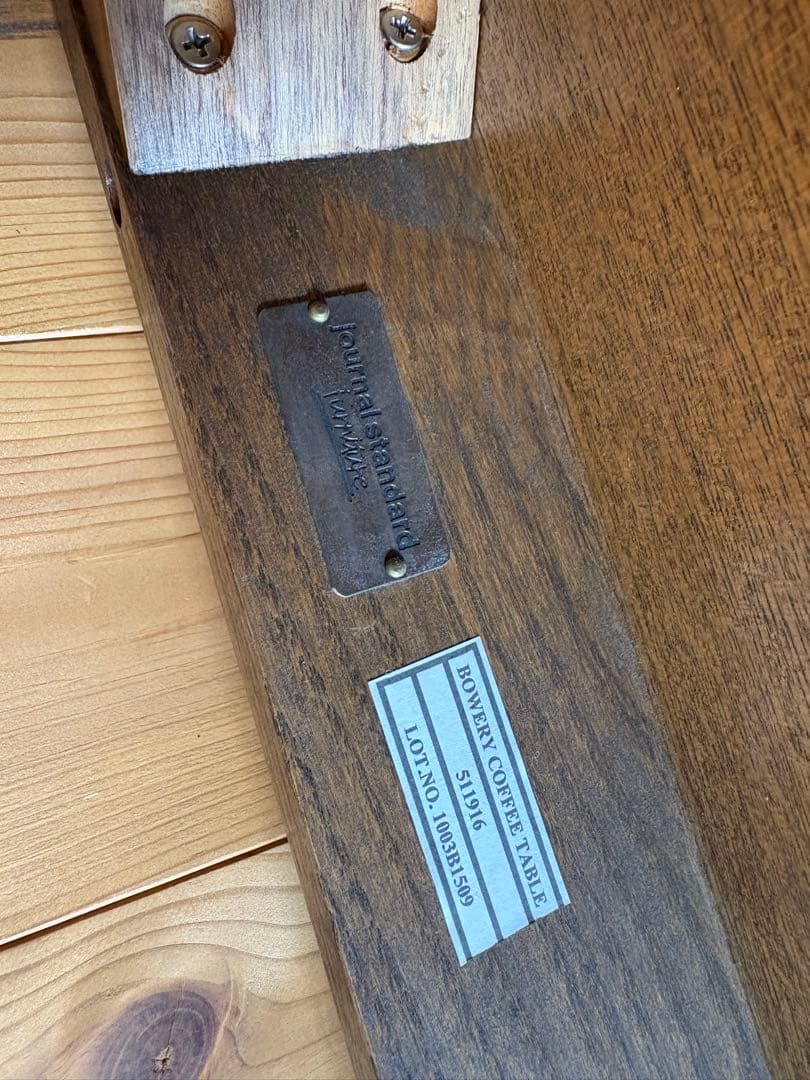 journal standard
furniture
BOWERY COFFEE TABLE
511916
LOT.NO. 1003B1509